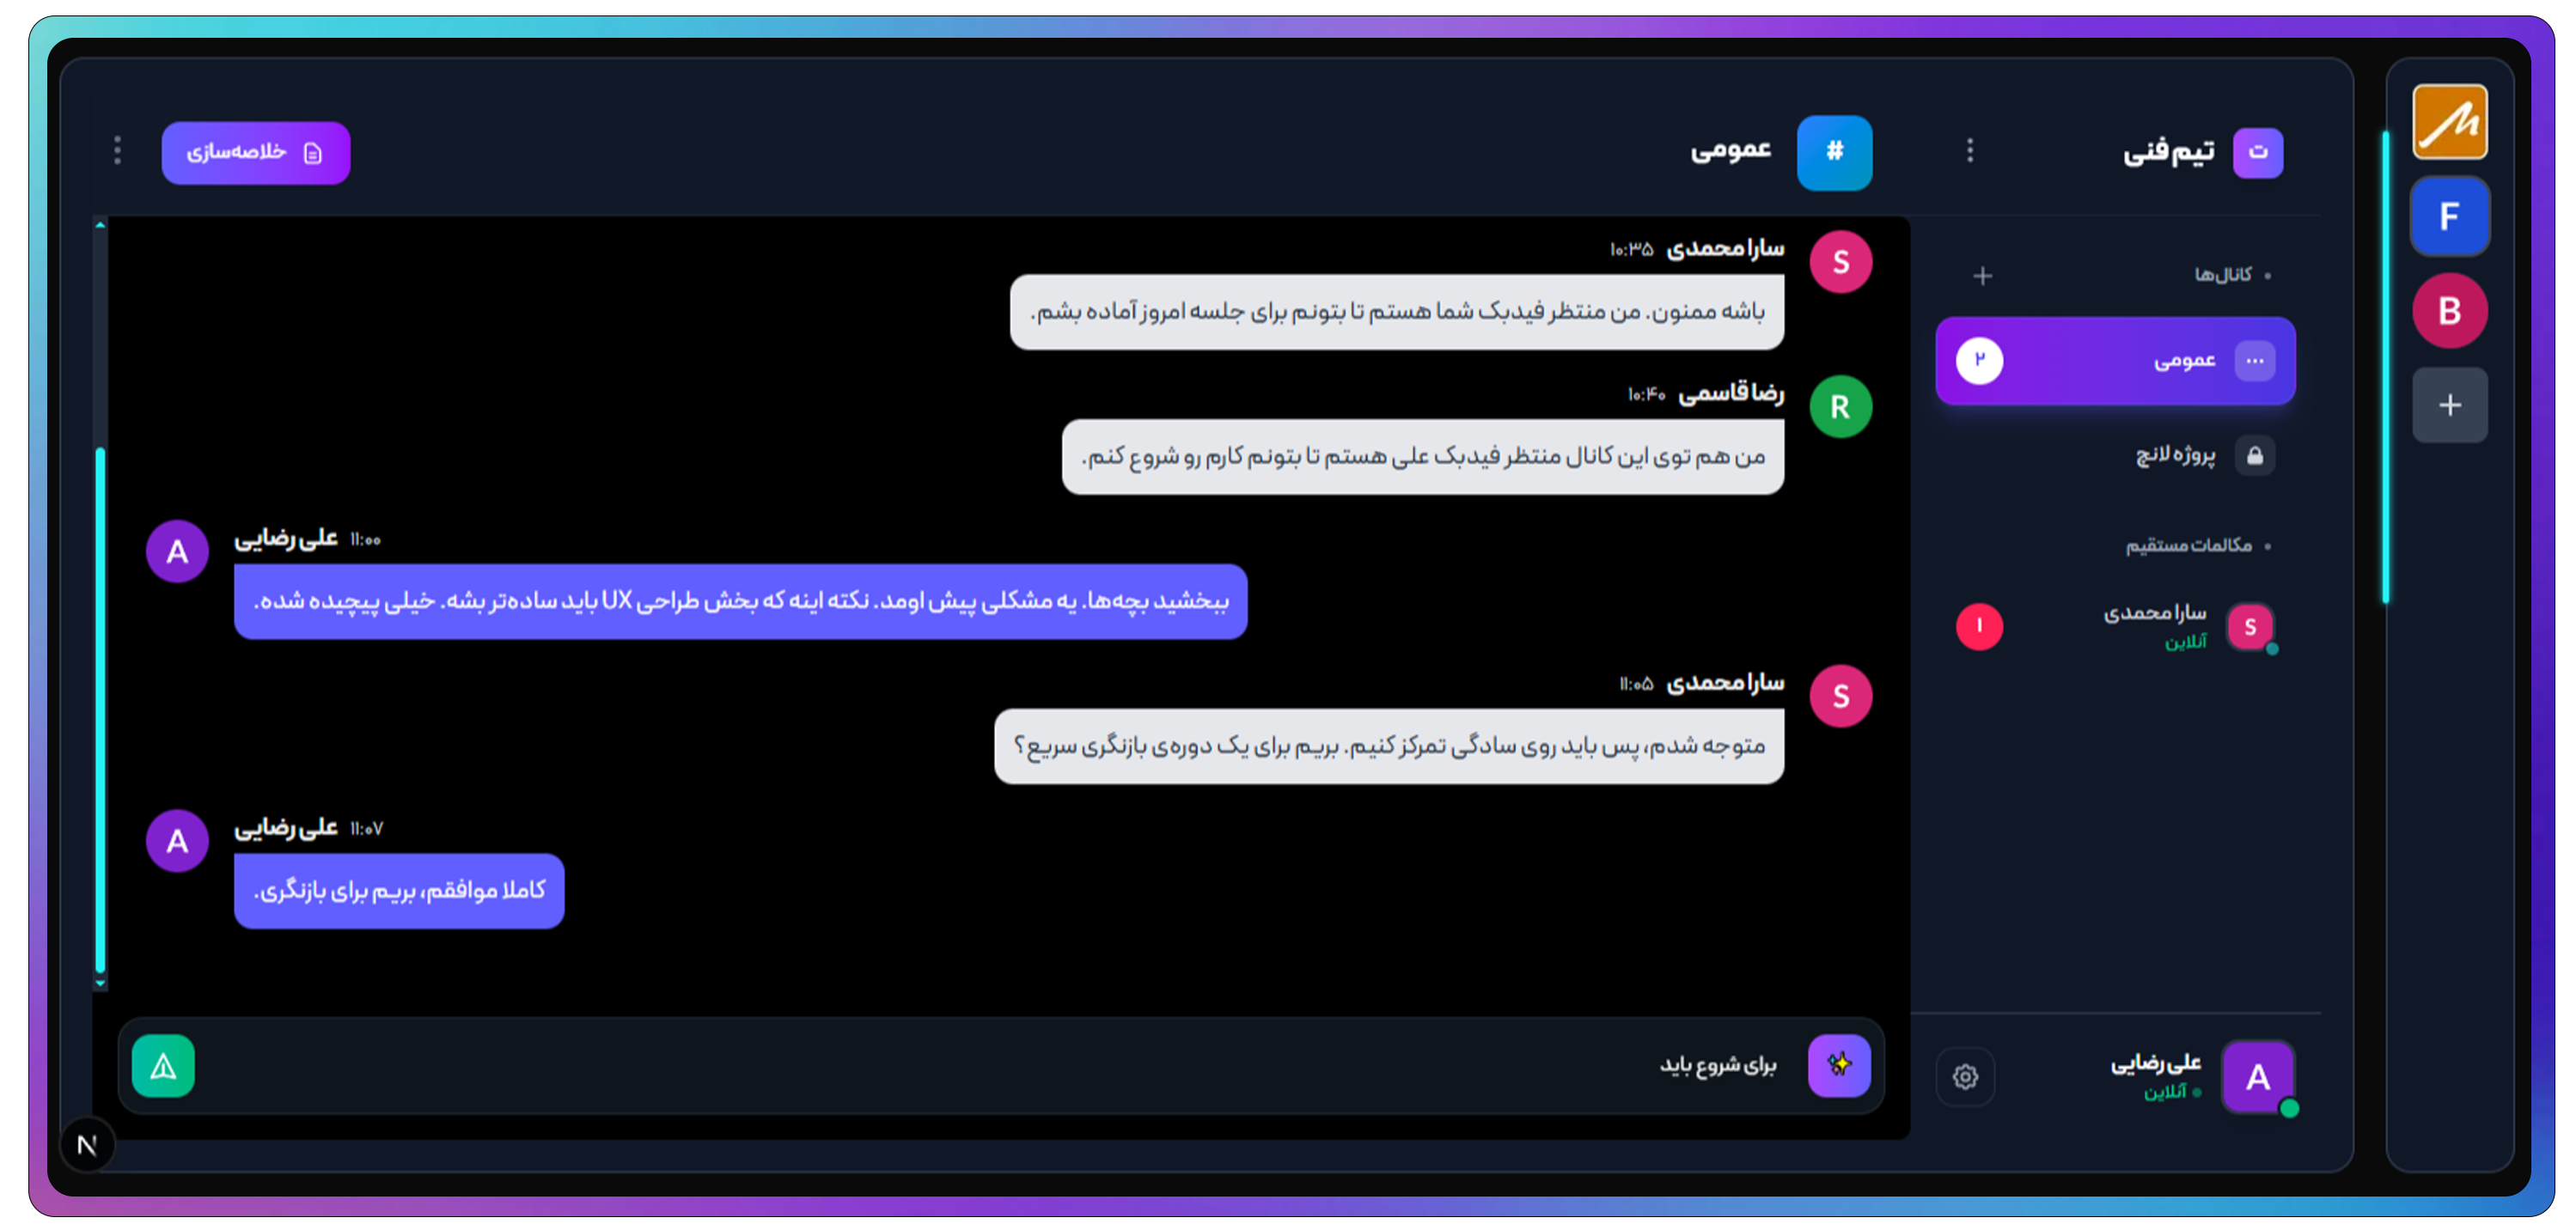 M
F
B
+
ت تیم فنی
• کانال‌ها +
عمومی ۲
پروژه لانچ
• مکالمات مستقیم
S سارا محمدی ۱
آنلاین
A علی رضایی
• آنلاین
# عمومی
خلاصه‌سازی
S سارا محمدی ۱۰:۳۵
باشه ممنون. من منتظر فیدبک شما هستم تا بتونم برای جلسه امروز آماده بشم.
R رضا قاسمی ۱۰:۴۰
من هم توی این کانال منتظر فیدبک علی هستم تا بتونم کارم رو شروع کنم.
A علی رضایی ۱۱:۰۰
ببخشید بچه‌ها. یه مشکلی پیش اومد. نکته اینه که بخش طراحی UX باید ساده‌تر بشه. خیلی پیچیده شده.
S سارا محمدی ۱۱:۰۵
متوجه شدم، پس باید روی سادگی تمرکز کنیم. بریم برای یک دوره‌ی بازنگری سریع؟
A علی رضایی ۱۱:۰۷
کاملا موافقم، بریم برای بازنگری.
برای شروع باید
N